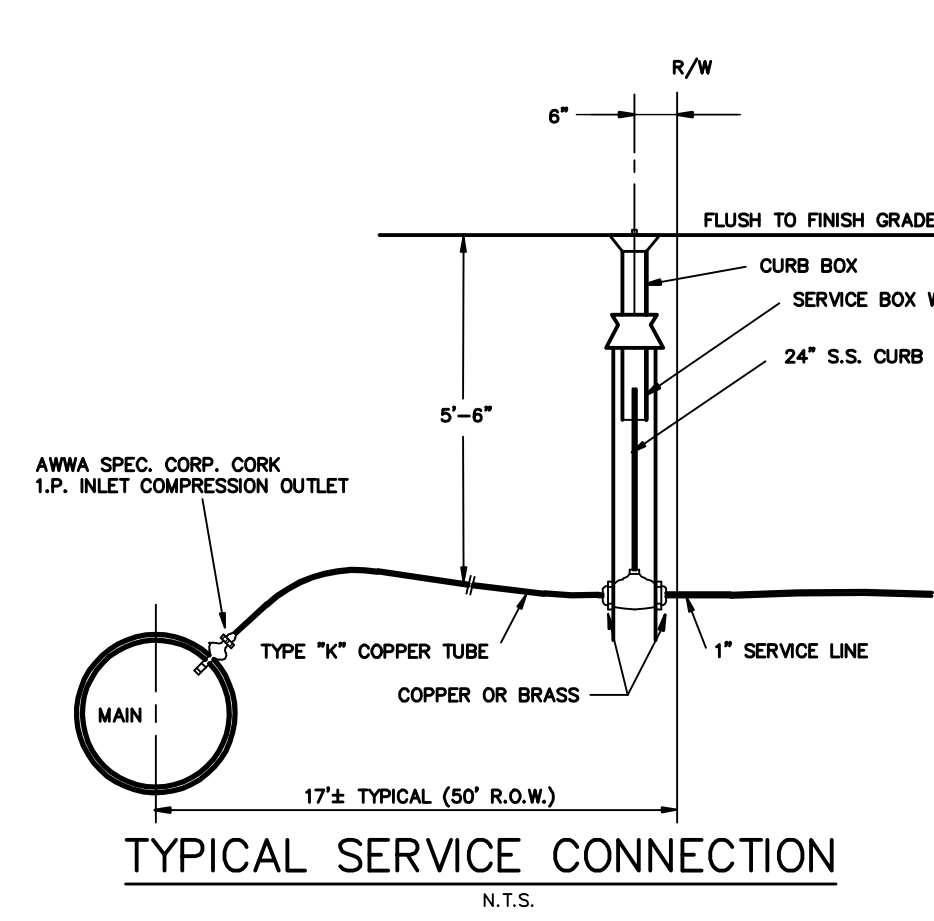 R/W
6"
FLUSH TO FINISH GRADE
CURB BOX
SERVICE BOX
24" S.S. CURB
5'-6"
AWWA SPEC. CORP. CORK
1.P. INLET COMPRESSION OUTLET
TYPE "K" COPPER TUBE
1" SERVICE LINE
COPPER OR BRASS
MAIN
17'± TYPICAL (50' R.O.W.)
TYPICAL SERVICE CONNECTION
N.T.S.